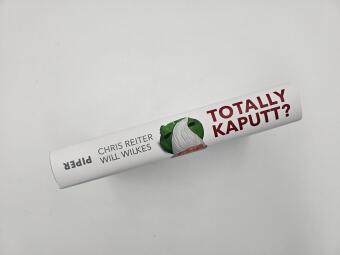 TOTALLY
KAPUTT?
CHRIS REITER
WILL WILKES
PIPER